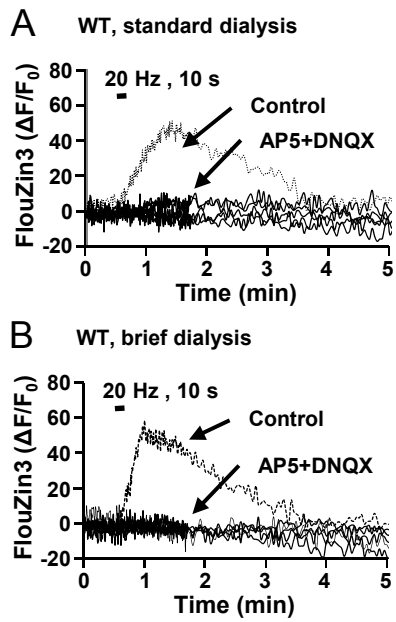 A WT, standard dialysis
80
20 Hz , 10 s
60
Control
40
AP5+DNQX
20
0
-20
FlouZin3 (ΔF/F₀)
0 1 2 3 4 5
Time (min)
B WT, brief dialysis
80
20 Hz , 10 s
60
Control
40
AP5+DNQX
20
0
-20
FlouZin3 (ΔF/F₀)
0 1 2 3 4 5
Time (min)